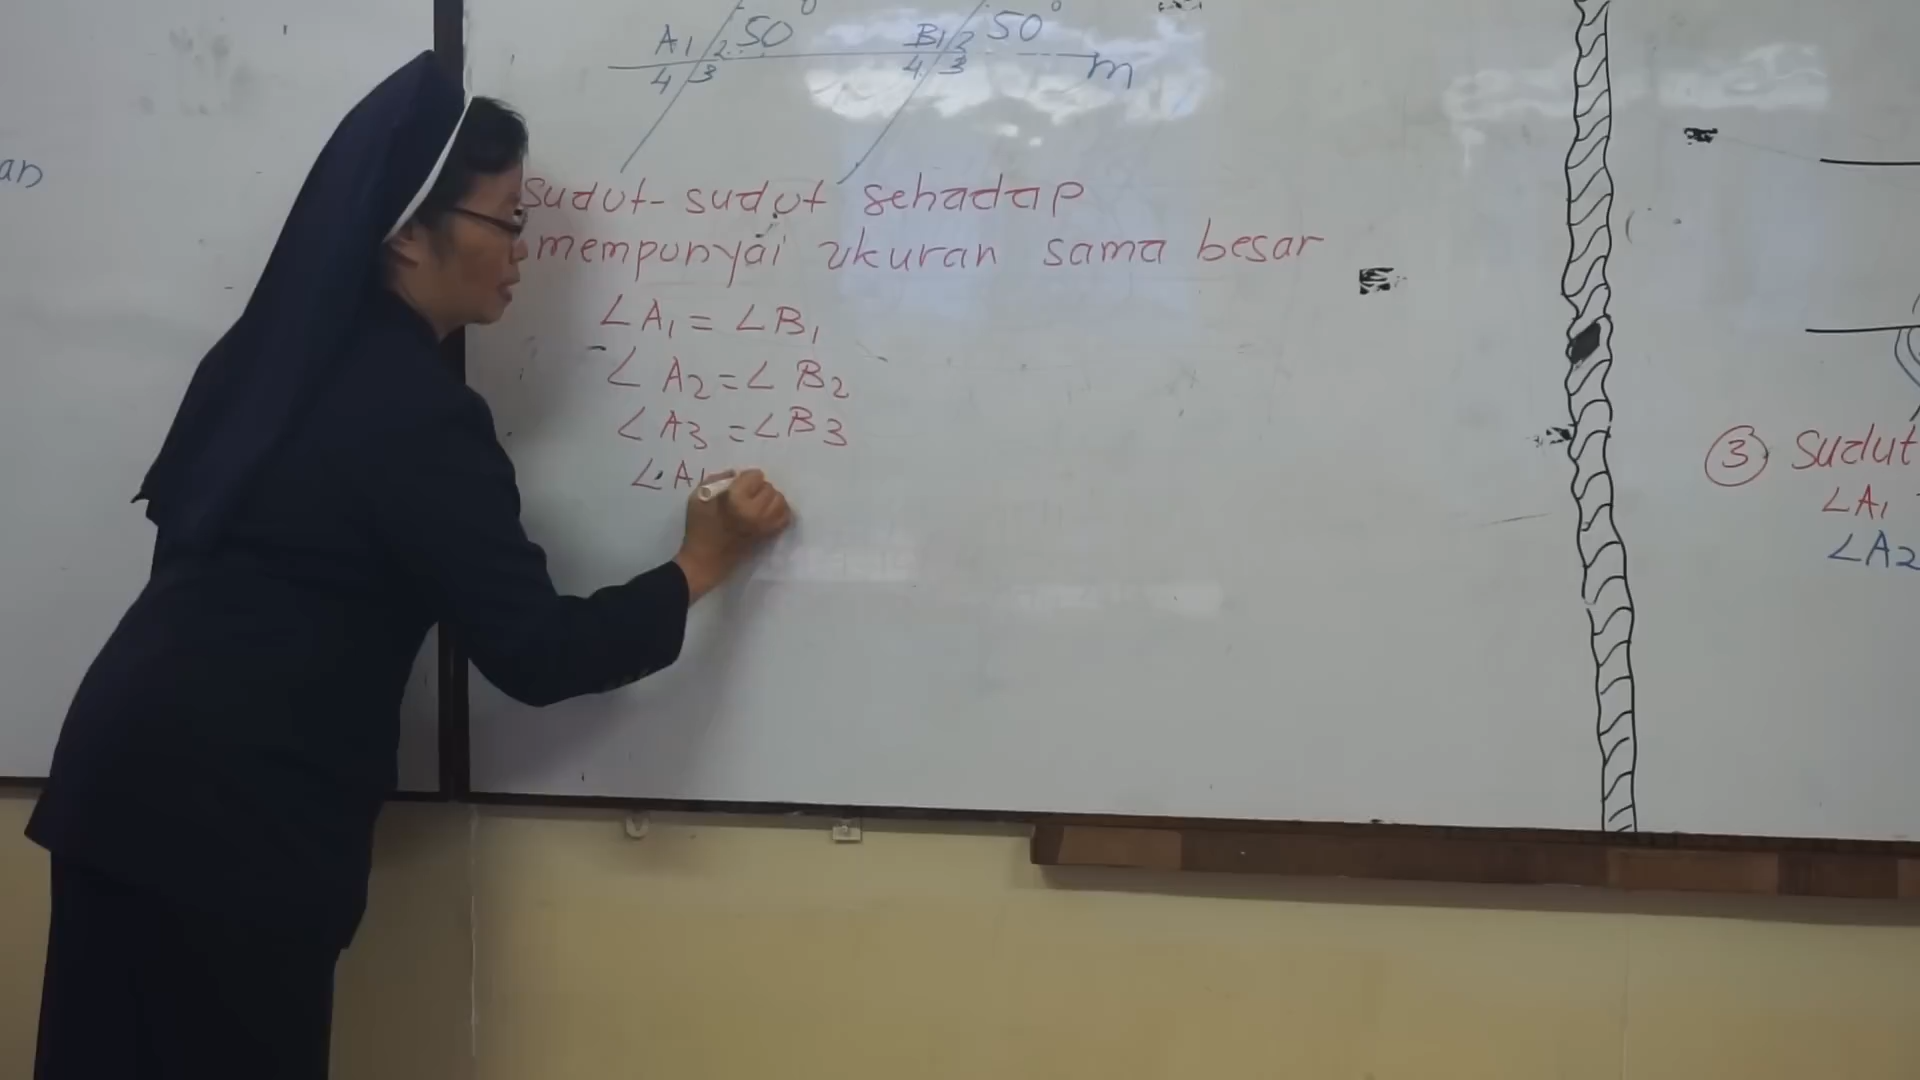 an
A1 2 50°
4 3
B1 2 50°
4 3
m
Sudut-sudut sehadap
mempunyai ukuran sama besar
∠A1 = ∠B1
∠A2 = ∠B2
∠A3 = ∠B3
∠A
③ Sudut
∠A1
∠A2